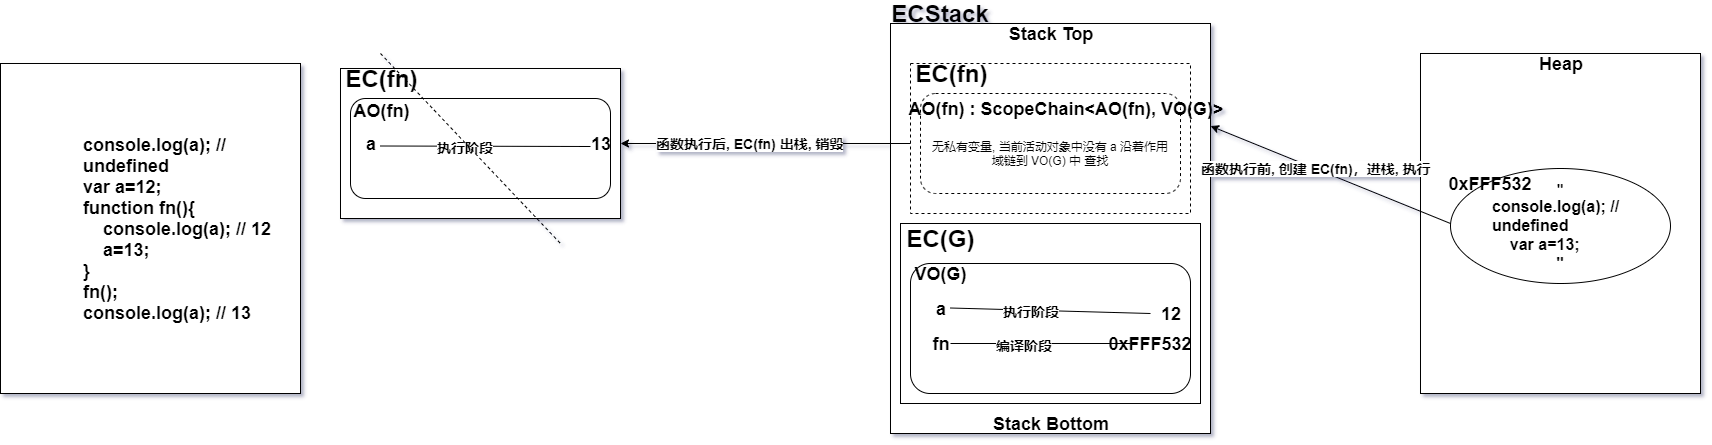 console.log(a); //
undefined
var a=12;
function fn(){
console.log(a); // 12
a=13;
}
fn();
console.log(a); // 13
EC(fn)
AO(fn)
a
执行阶段
13
函数执行后, EC(fn) 出栈, 销毁
ECStack
Stack Top
EC(fn)
AO(fn) : ScopeChain<AO(fn), VO(G)>
无私有变量, 当前活动对象中没有 a 沿着作用
域链到 VO(G) 中 查找
EC(G)
VO(G)
a
执行阶段
12
fn
编译阶段
0xFFF532
Stack Bottom
函数执行前, 创建 EC(fn)，进栈, 执行
Heap
0xFFF532
"
console.log(a); //
undefined
var a=13;
"